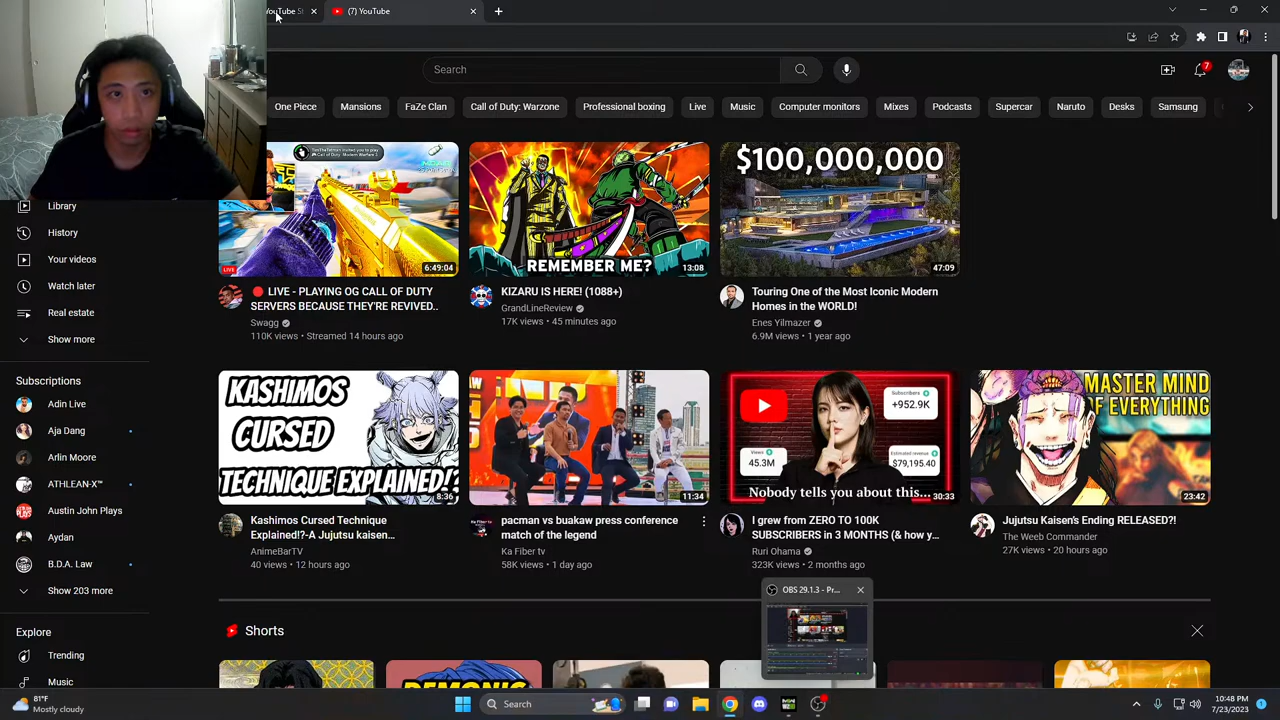 YouTube St
(7) YouTube
Search
7
One Piece
Mansions
FaZe Clan
Call of Duty: Warzone
Professional boxing
Live
Music
Computer monitors
Mixes
Podcasts
Supercar
Naruto
Desks
Samsung
Library
History
Your videos
Watch later
Real estate
Show more
Subscriptions
Adin Live
Aja Dang
Arlin Moore
ATHLEAN-X™
Austin John Plays
Aydan
B.D.A. Law
Show 203 more
Explore
Trending
Music
LIVE
6:49:04
🔴 LIVE - PLAYING OG CALL OF DUTY
SERVERS BECAUSE THEY'RE REVIVED..
Swagg
110K views • Streamed 14 hours ago
REMEMBER ME?
13:08
KIZARU IS HERE! (1088+)
GrandLineReview
17K views • 45 minutes ago
$100,000,000
47:09
Touring One of the Most Iconic Modern
Homes in the WORLD!
Enes Yilmazer
6.9M views • 1 year ago
KASHIMOS
CURSED
TECHNIQUE EXPLAINED!?
8:36
Kashimos Cursed Technique
Explained!?-A Jujutsu kaisen…
AnimeBarTV
40 views • 12 hours ago
11:34
pacman vs buakaw press conference
match of the legend
Ka Fiber tv
58K views • 1 day ago
Subscribers
+952.9K
Views
45.3M
Estimated revenue
$79,195.40
Nobody tells you about this...
30:33
I grew from ZERO TO 100K
SUBSCRIBERS in 3 MONTHS (& how y…
Ruri Ohama
323K views • 2 months ago
MASTER MIND
OF EVERYTHING
23:42
Jujutsu Kaisen's Ending RELEASED?!
The Weeb Commander
27K views • 20 hours ago
OBS 29.1.3 - Pr...
Shorts
DEMONIC
81°F
Mostly cloudy
Search
10:48 PM
7/23/2023